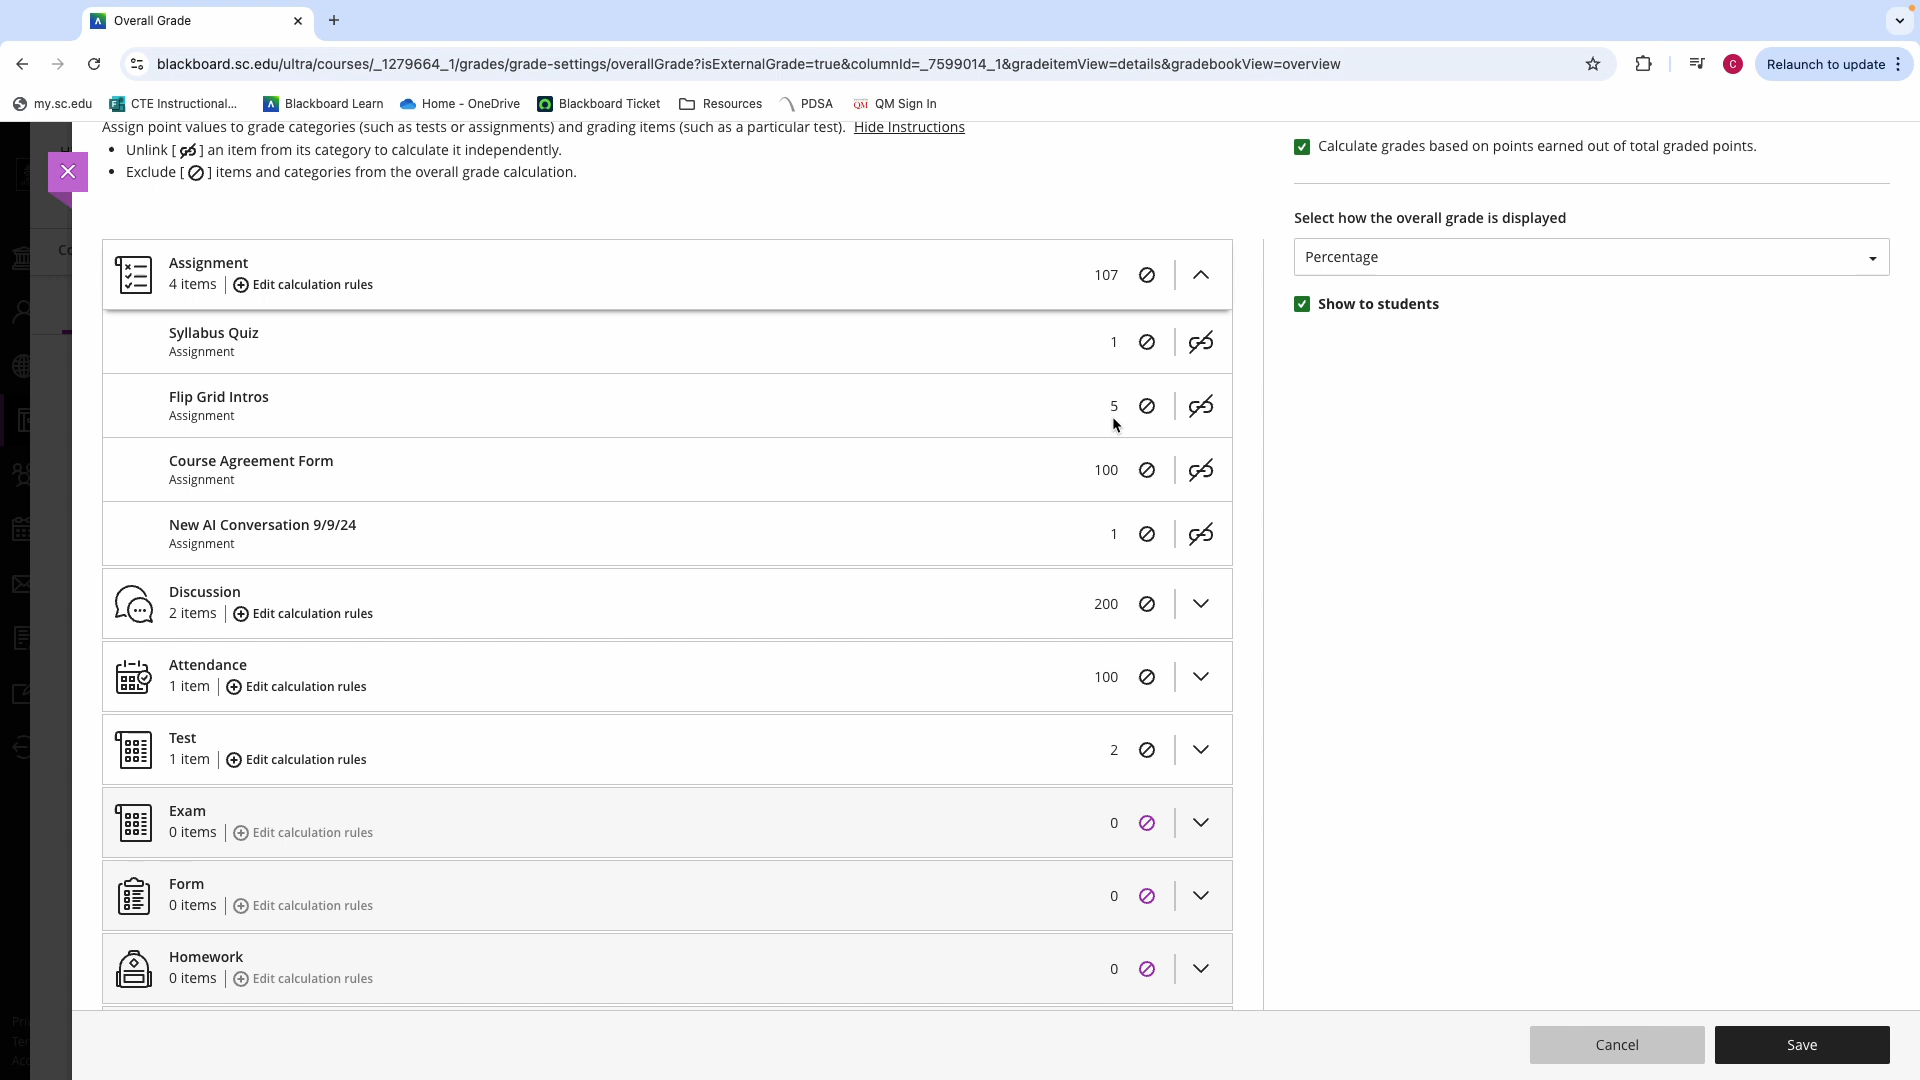 Overall Grade
blackboard.sc.edu/ultra/courses/_1279664_1/grades/grade-settings/overallGrade?isExternalGrade=true&columnId=_7599014_1&gradeitemView=details&gradebookView=overview
C
Relaunch to update
my.sc.edu
CTE Instructional...
Blackboard Learn
Home - OneDrive
Blackboard Ticket
Resources
PDSA
QM Sign In
Assign point values to grade categories (such as tests or assignments) and grading items (such as a particular test). Hide Instructions
• Unlink [ ] an item from its category to calculate it independently.
• Exclude [ ] items and categories from the overall grade calculation.
Calculate grades based on points earned out of total graded points.
Select how the overall grade is displayed
Percentage
Show to students
Assignment
4 items | Edit calculation rules
107
Syllabus Quiz
Assignment
1
Flip Grid Intros
Assignment
5
Course Agreement Form
Assignment
100
New AI Conversation 9/9/24
Assignment
1
Discussion
2 items | Edit calculation rules
200
Attendance
1 item | Edit calculation rules
100
Test
1 item | Edit calculation rules
2
Exam
0 items | Edit calculation rules
0
Form
0 items | Edit calculation rules
0
Homework
0 items | Edit calculation rules
0
Cancel
Save